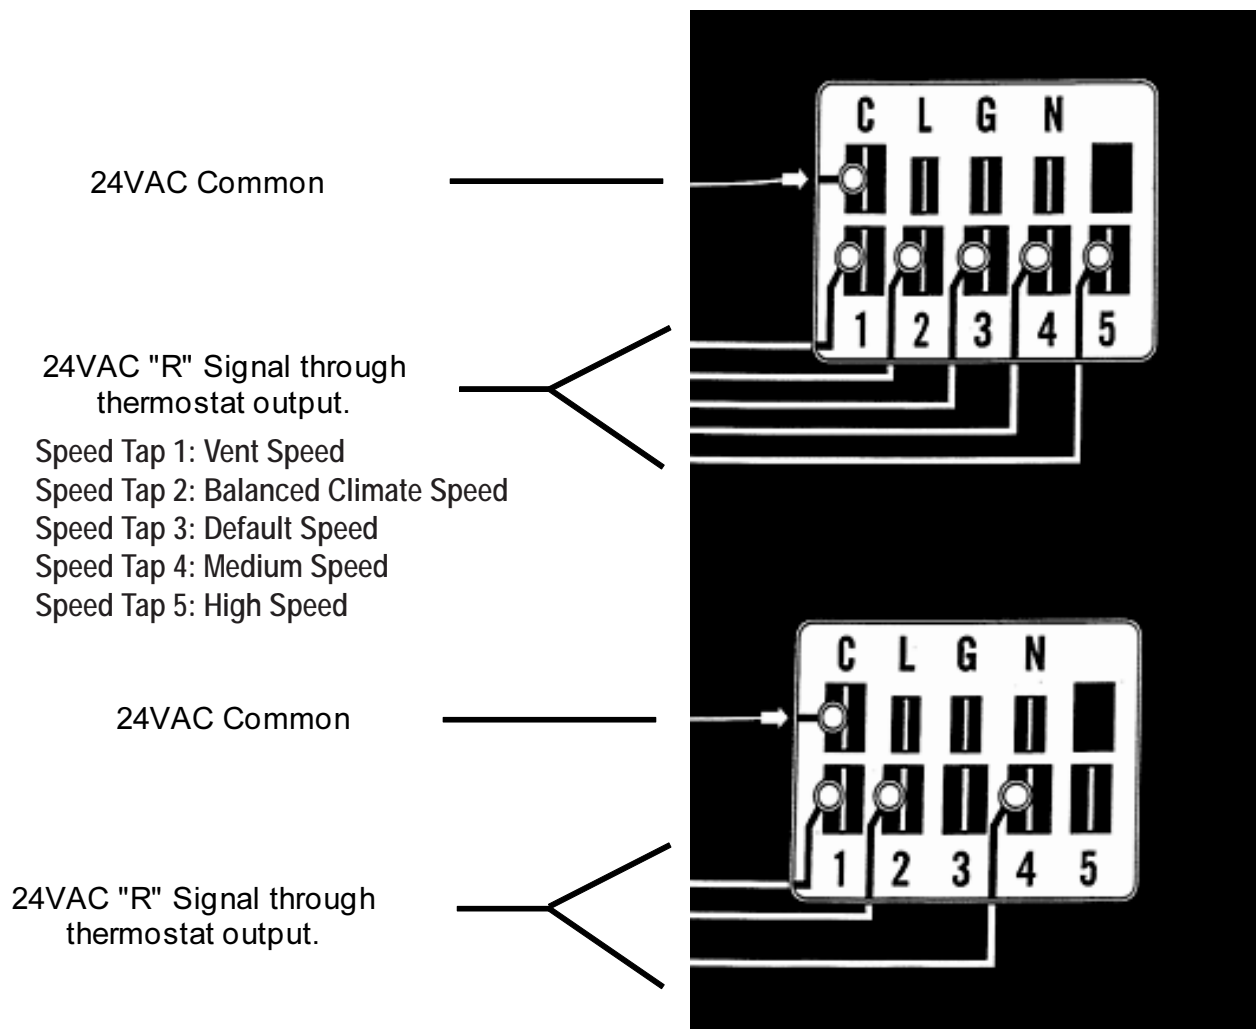 C L G N
24VAC Common
1 2 3 4 5
24VAC "R" Signal through
thermostat output.
Speed Tap 1: Vent Speed
Speed Tap 2: Balanced Climate Speed
Speed Tap 3: Default Speed
Speed Tap 4: Medium Speed
Speed Tap 5: High Speed
C L G N
24VAC Common
1 2 3 4 5
24VAC "R" Signal through
thermostat output.